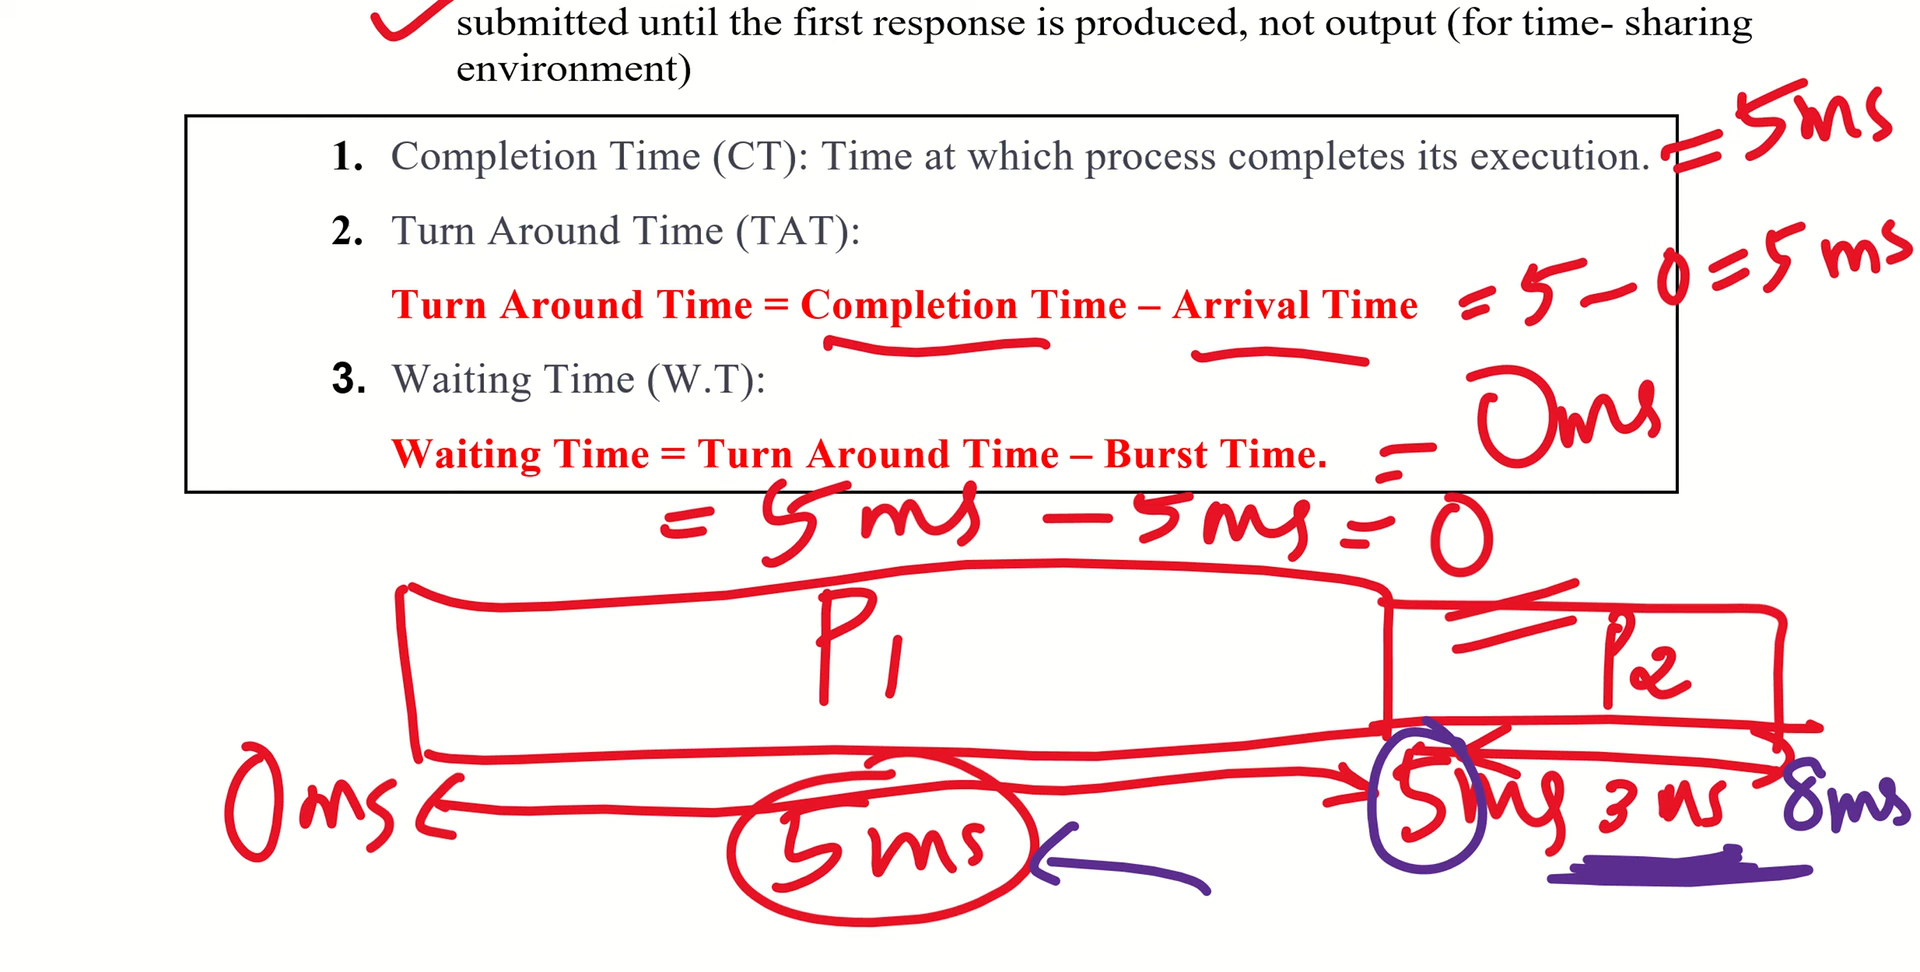 submitted until the first response is produced, not output (for time- sharing
environment)
1. Completion Time (CT): Time at which process completes its execution. = 5ms
2. Turn Around Time (TAT):
Turn Around Time = Completion Time – Arrival Time = 5 - 0 = 5 ms
3. Waiting Time (W.T):
Waiting Time = Turn Around Time – Burst Time. = 0ms
= 5 ms - 5 ms = 0
P1 P2
0ms 5 ms 5ms 3 ms 8ms